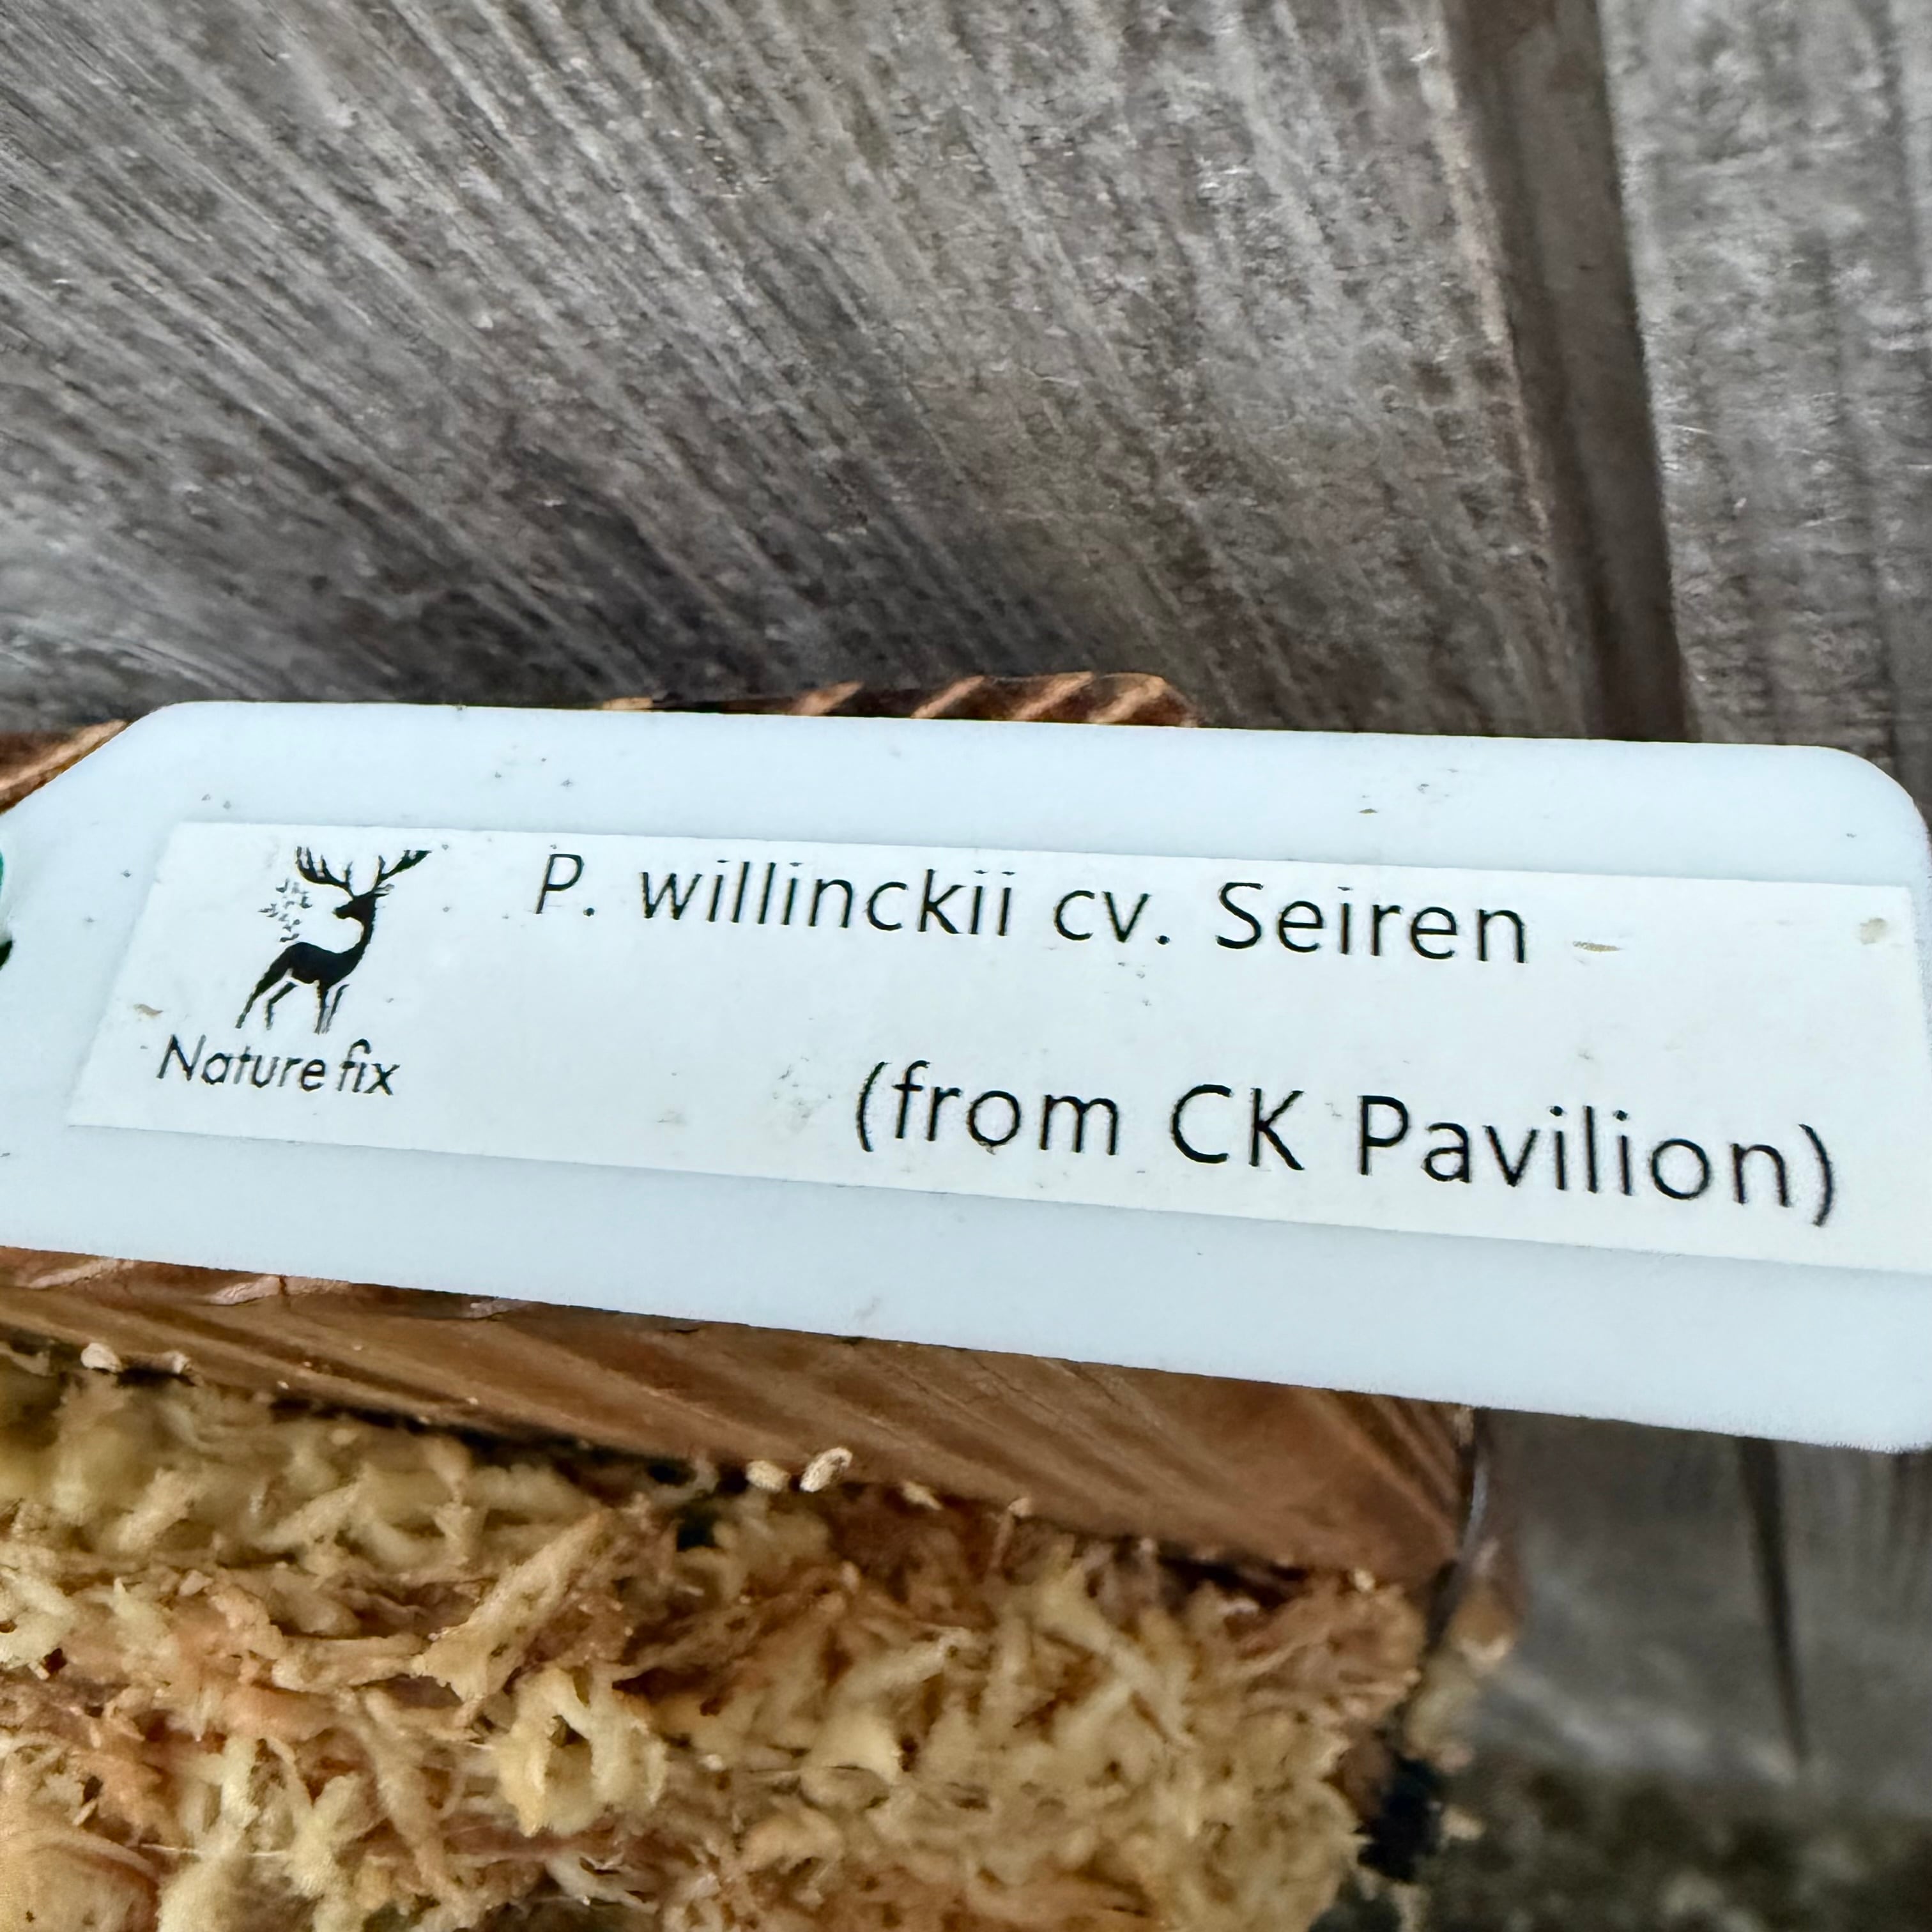 P. willinckii cv. Seiren
Nature fix
(from CK Pavilion)